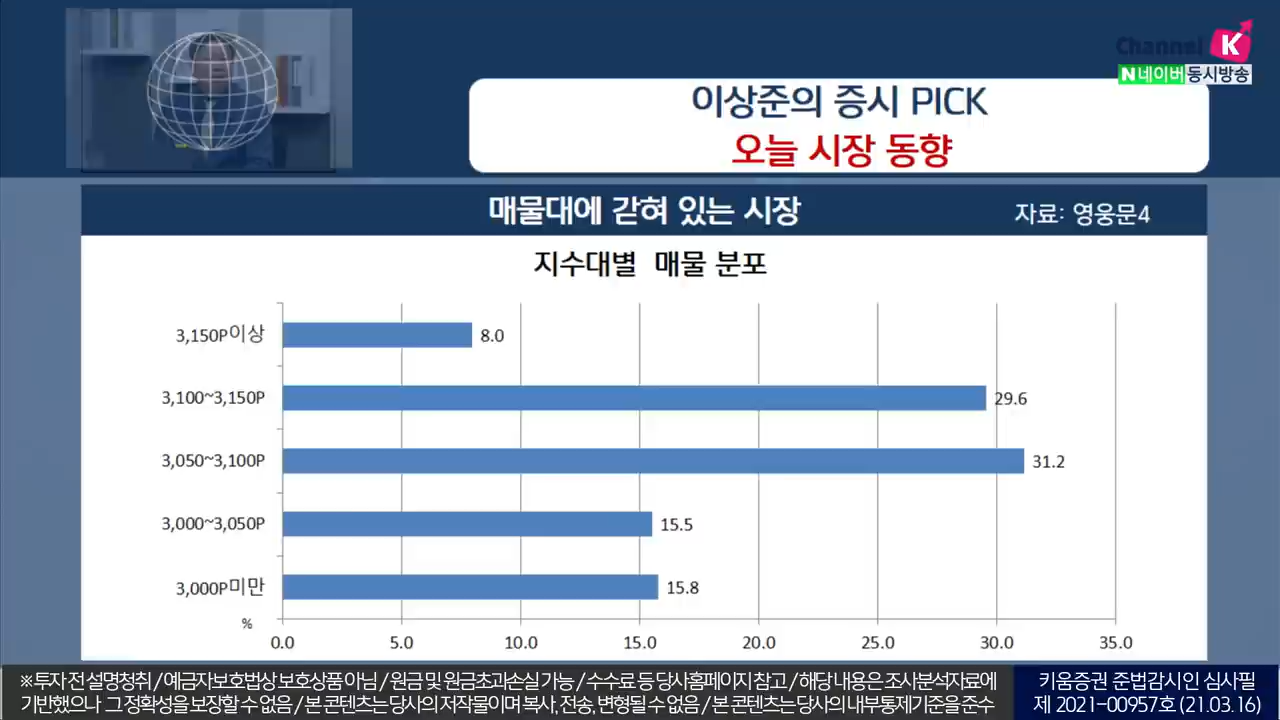 Channel K
N 네이버 동시방송
이상준의 증시 PICK
오늘 시장 동향
매물대에 갇혀 있는 시장
자료: 영웅문4
지수대별 매물 분포
3,150P이상
8.0
3,100~3,150P
29.6
3,050~3,100P
31.2
3,000~3,050P
15.5
3,000P미만
15.8
%
0.0 5.0 10.0 15.0 20.0 25.0 30.0 35.0
※투자 전 설명청취 / 예금자보호법상 보호상품 아님 / 원금 및 원금초과손실 가능 / 수수료 등 당사홈페이지 참고 / 해당 내용은 조사분석자료에
기반했으나 그 정확성을 보장할 수 없음 / 본 콘텐츠는 당사의 저작물이며 복사, 전송, 변형될 수 없음 / 본 콘텐츠는 당사의 내부통제기준을 준수
키움증권 준법감시인 심사필
제 2021-00957호 (21.03.16)